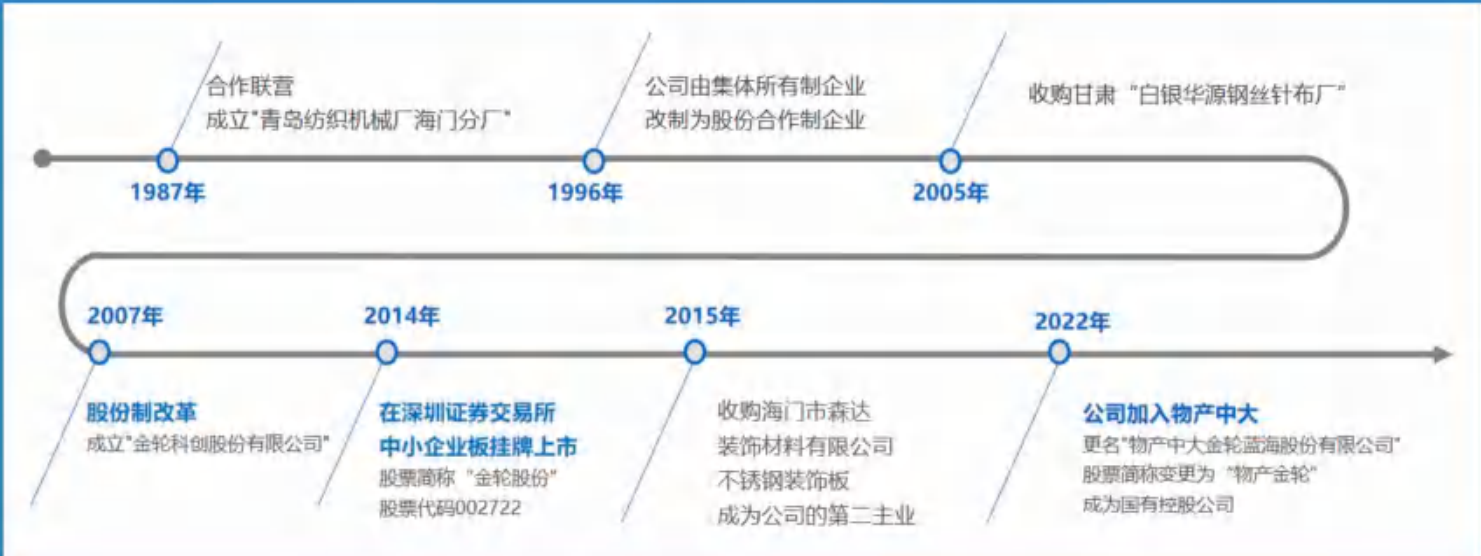 合作联营
成立"青岛纺织机械厂海门分厂"
1987年
公司由集体所有制企业
改制为股份合作制企业
1996年
收购甘肃“白银华源钢丝针布厂”
2005年
2007年
股份制改革
成立"金轮科创股份有限公司"
2014年
在深圳证券交易所
中小企业板挂牌上市
股票简称“金轮股份”
股票代码002722
2015年
收购海门市森达
装饰材料有限公司
不锈钢装饰板
成为公司的第二主业
2022年
公司加入物产中大
更名"物产中大金轮蓝海股份有限公司"
股票简称变更为“物产金轮”
成为国有控股公司